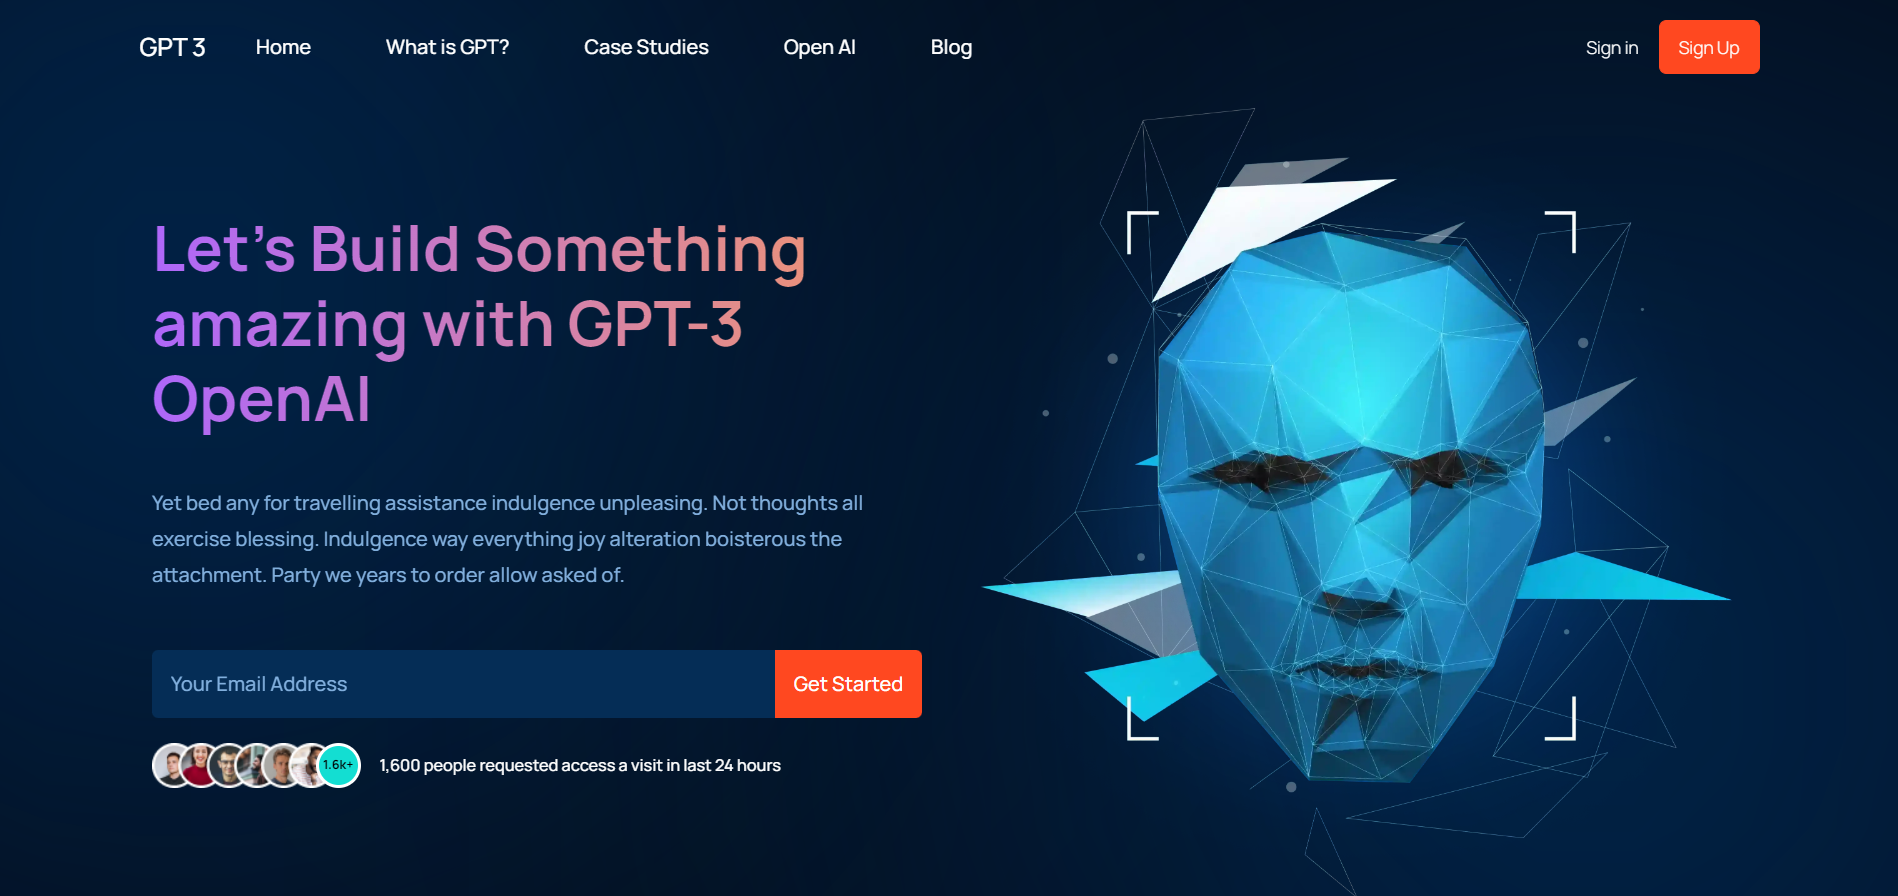 GPT 3 Home What is GPT? Case Studies Open AI Blog Sign in Sign Up
Let’s Build Something
amazing with GPT-3
OpenAI
Yet bed any for travelling assistance indulgence unpleasing. Not thoughts all
exercise blessing. Indulgence way everything joy alteration boisterous the
attachment. Party we years to order allow asked of.
Your Email Address Get Started
1.6k+ 1,600 people requested access a visit in last 24 hours